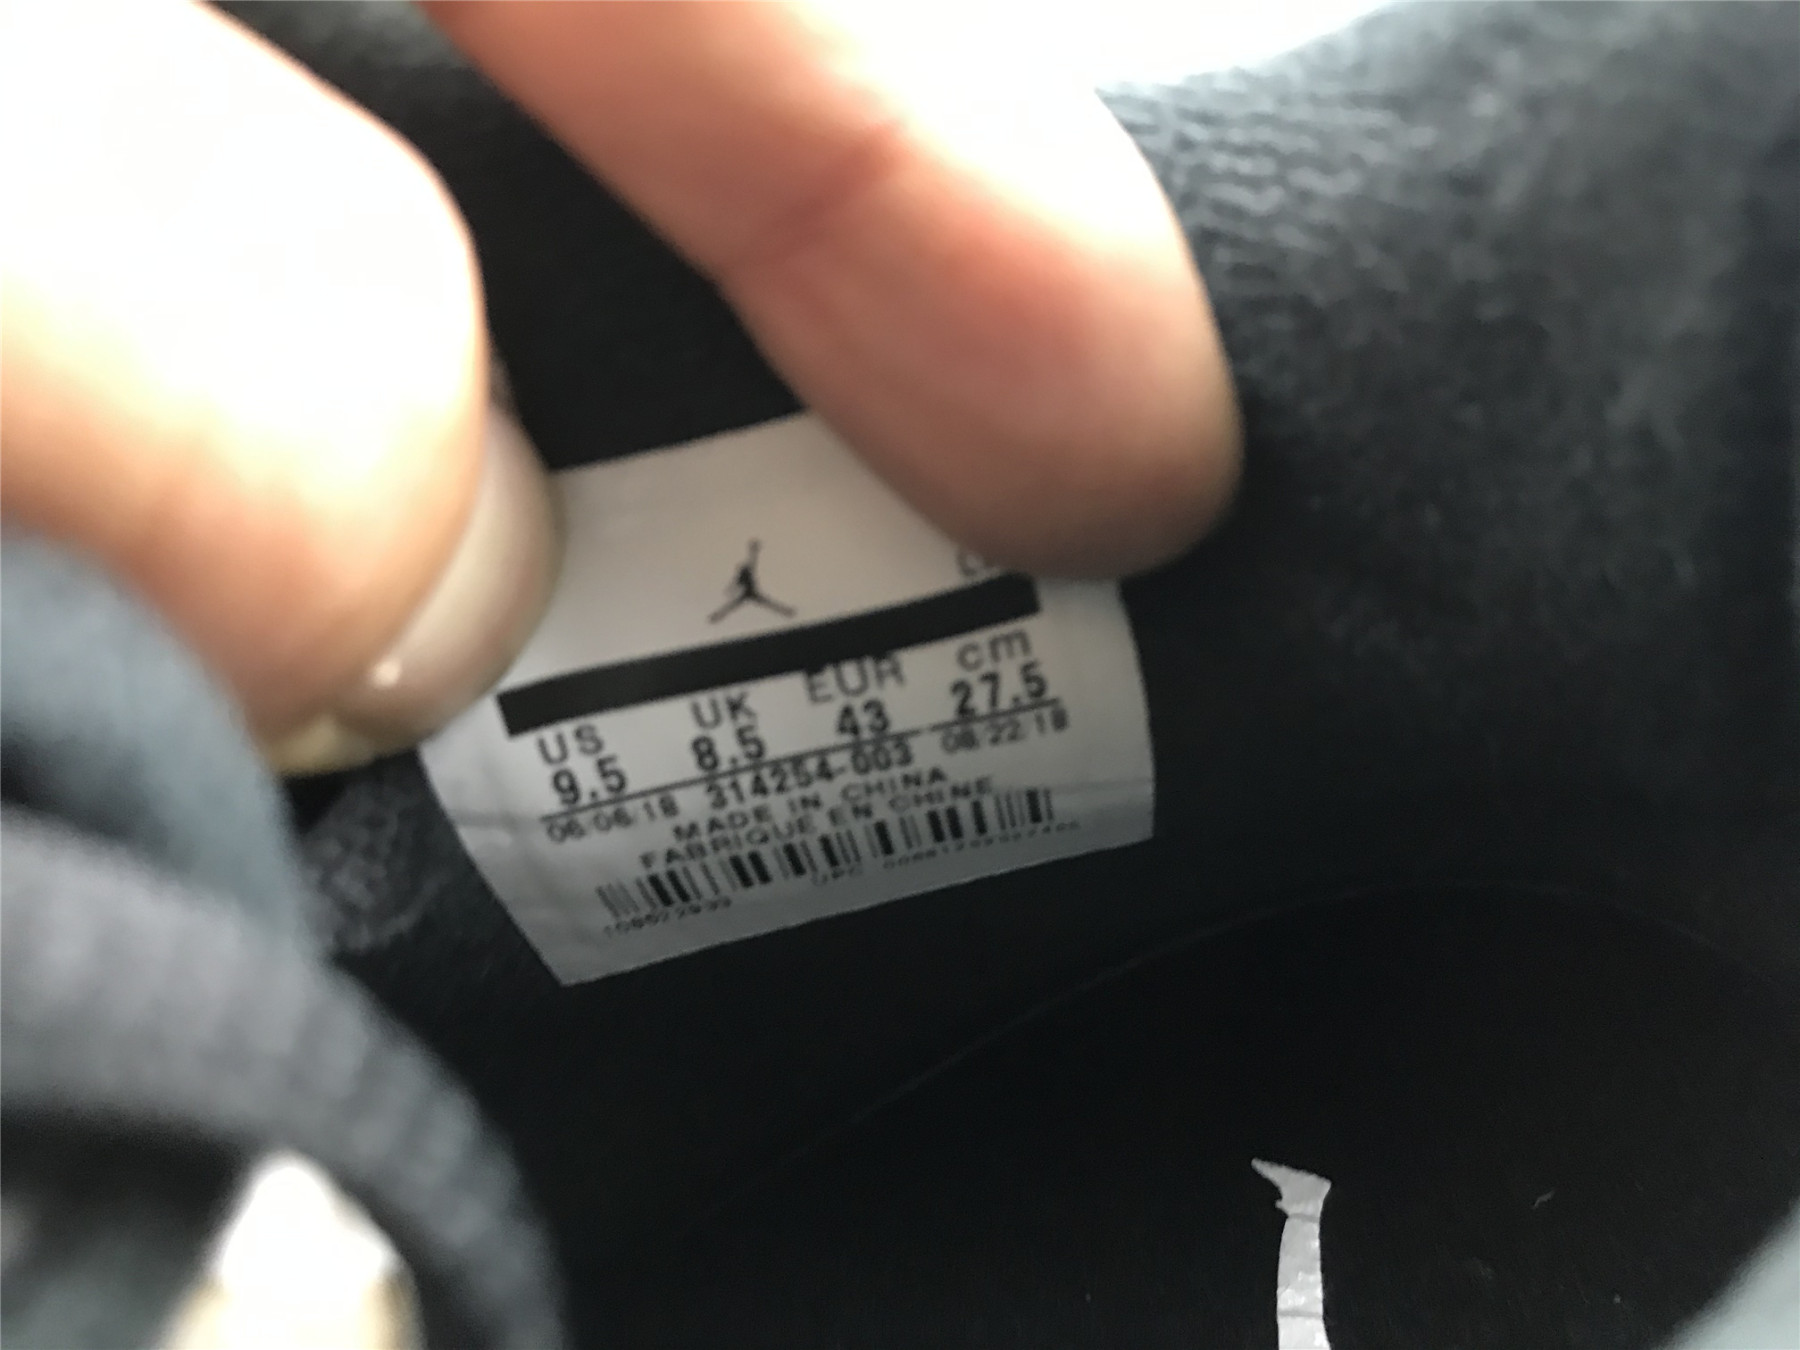 US UK EUR cm
9.5 8.5 43 27.5
06/06/18 314254-003 08/22/18
MADE IN CHINA
FABRIQUE EN CHINE
UPC